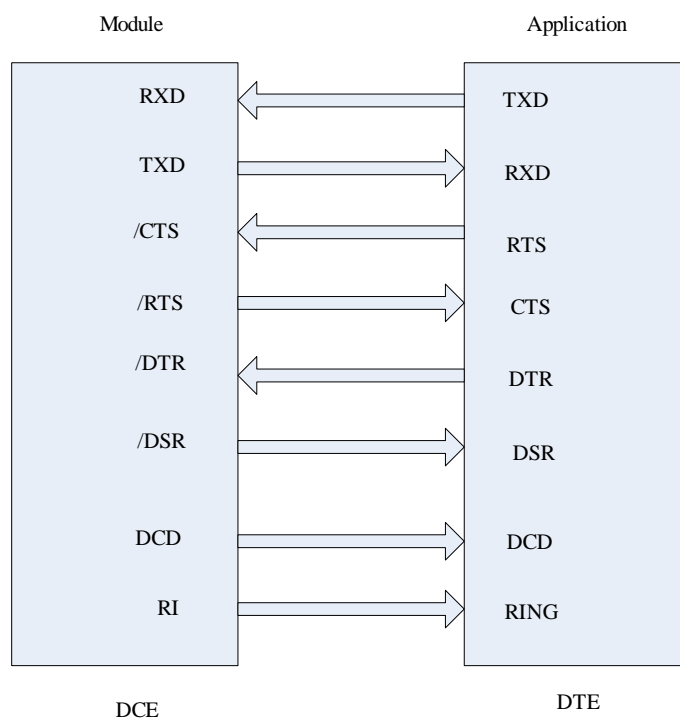 Module Application
RXD TXD
TXD RXD
/CTS RTS
/RTS CTS
/DTR DTR
/DSR DSR
DCD DCD
RI RING
DCE DTE